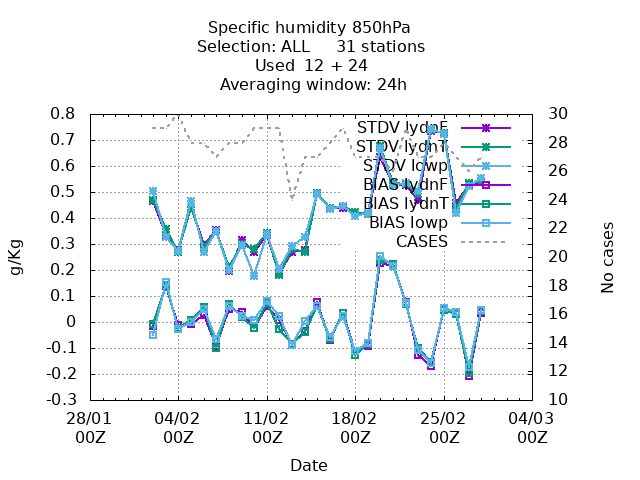 Specific humidity 850hPa
Selection: ALL     31 stations
Used  12 + 24
Averaging window: 24h
STDV lydnF
STDV lydnT
STDV lowp
BIAS lydnF
BIAS lydnT
BIAS lowp
CASES
g/Kg
0.8
0.7
0.6
0.5
0.4
0.3
0.2
0.1
0
-0.1
-0.2
-0.3
No cases
30
28
26
24
22
20
18
16
14
12
10
28/01 04/02 11/02 18/02 25/02 04/03
00Z 00Z 00Z 00Z 00Z 00Z
Date